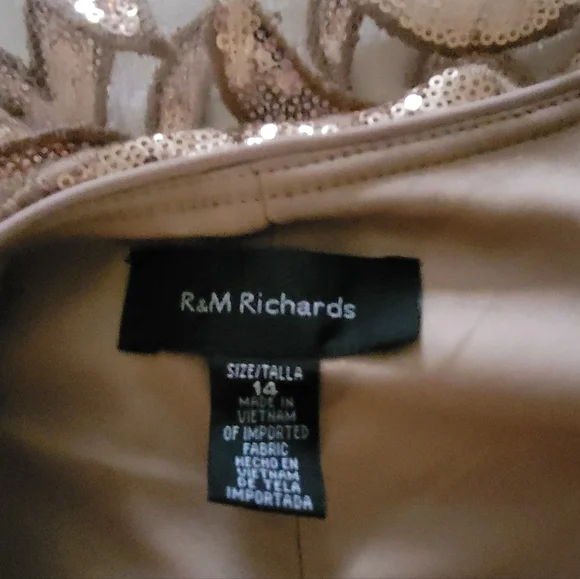 R&M Richards
SIZE/TALLA
14
MADE IN
VIETNAM
OF IMPORTED
FABRIC
HECHO EN
VIETNAM
DE TELA
IMPORTADA